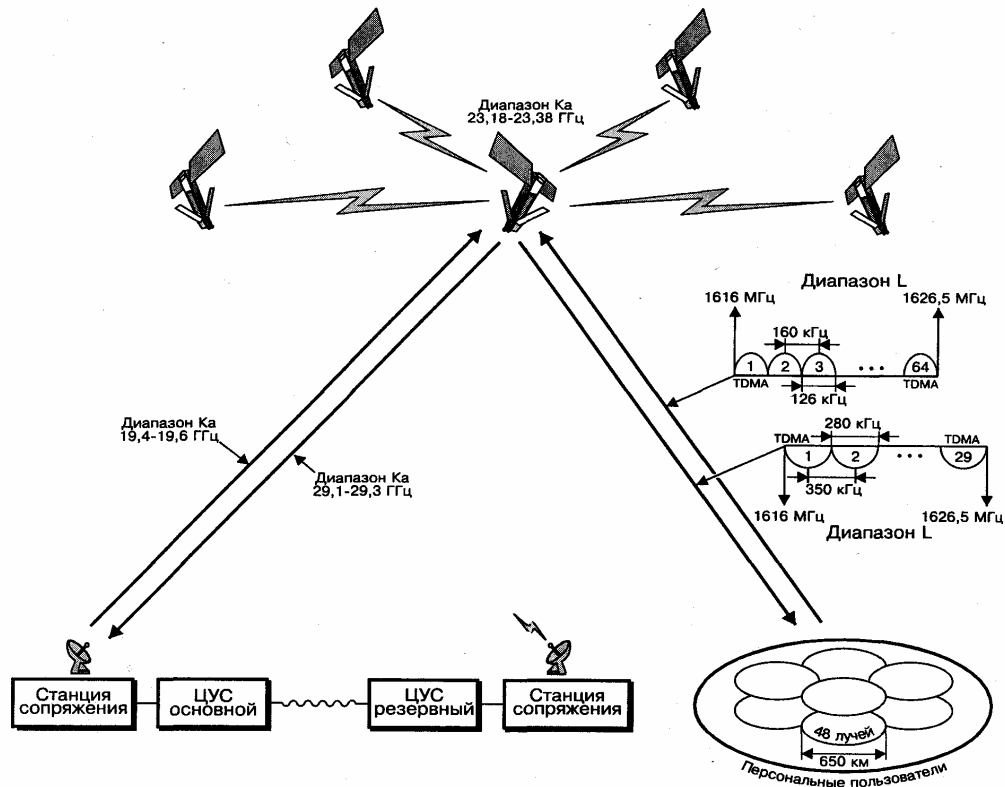 Диапазон Ка
23,18-23,38 ГГц
Диапазон L
1616 МГц
1626,5 МГц
160 кГц
1
2
3
• • •
64
TDMA
TDMA
126 кГц
280 кГц
TDMA
TDMA
1
2
• • •
29
350 кГц
1616 МГц
1626,5 МГц
Диапазон L
Диапазон Ка
19,4-19,6 ГГц
Диапазон Ка
29,1-29,3 ГГц
Станция
сопряжения
ЦУС
основной
ЦУС
резервный
Станция
сопряжения
48 лучей
650 км
Персональные пользователи